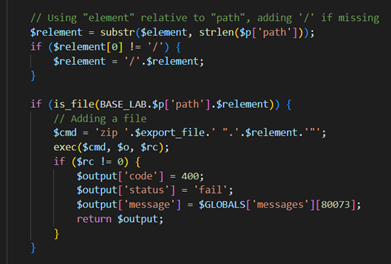 // Using "element" relative to "path", adding '/' if missing
$relement = substr($element, strlen($p['path']));
if ($relement[0] != '/') {
$relement = '/'.$relement;
}
if (is_file(BASE_LAB.$p['path'].$relement)) {
// Adding a file
$cmd = 'zip '.$export_file.' ".'.$relement.'"';
exec($cmd, $o, $rc);
if ($rc != 0) {
$output['code'] = 400;
$output['status'] = 'fail';
$output['message'] = $GLOBALS['messages'][80073];
return $output;
}
}